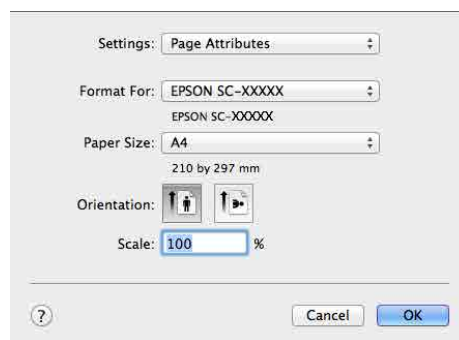 Settings: Page Attributes
Format For: EPSON SC-XXXXX
EPSON SC-XXXXX
Paper Size: A4
210 by 297 mm
Orientation:
Scale: 100 %
? Cancel OK